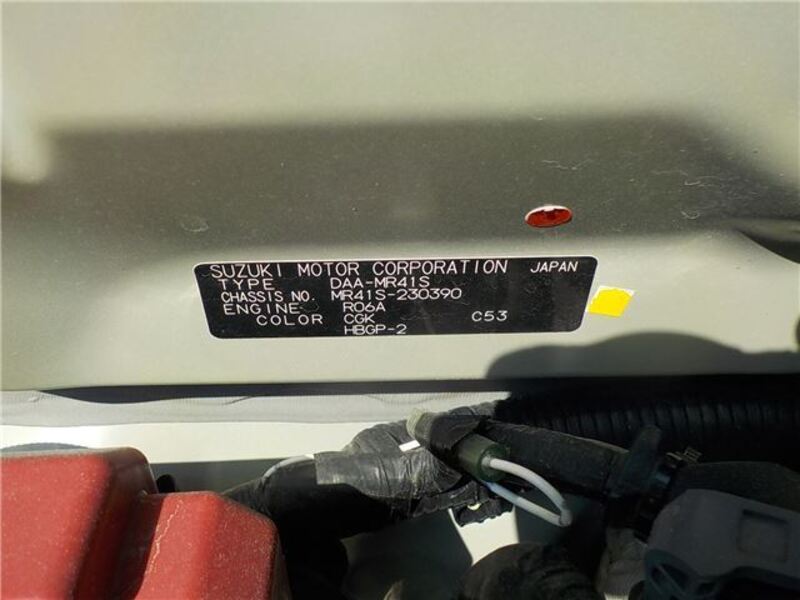 SUZUKI MOTOR CORPORATION JAPAN
TYPE DAA-MR41S
CHASSIS NO. MR41S-230390
ENGINE R06A
COLOR CGK C53
HBGP-2